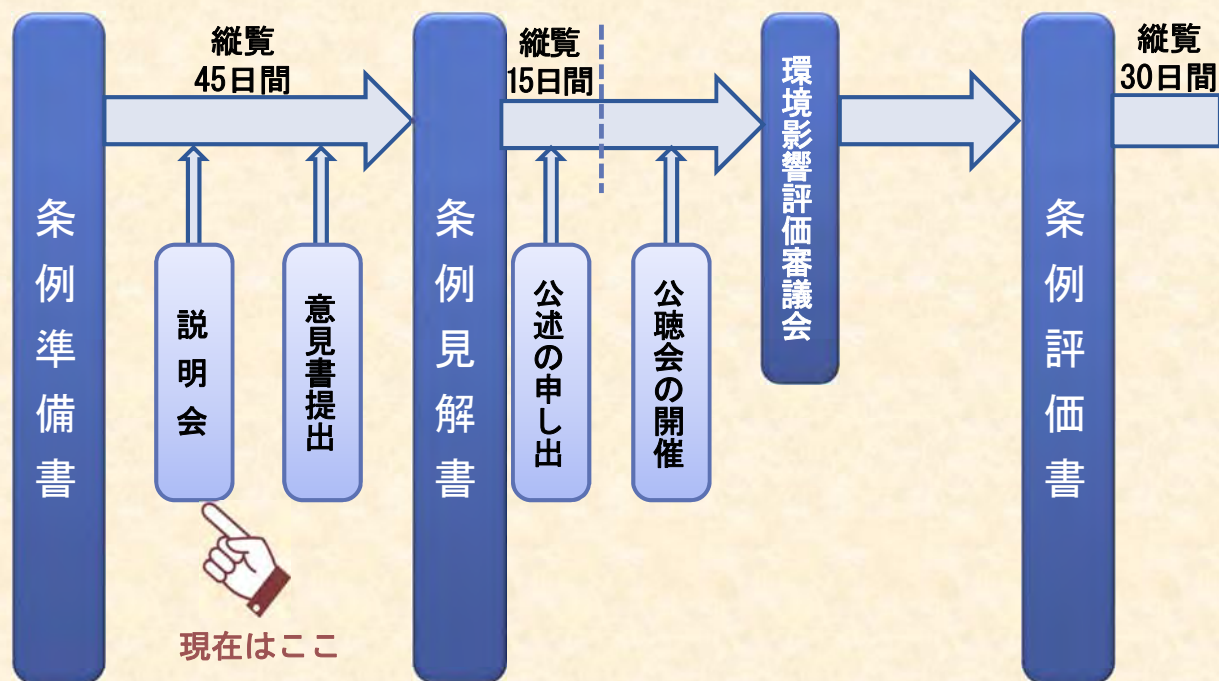 条例準備書
縦覧
45日間
説明会
意見書提出
現在はここ
条例見解書
縦覧
15日間
公述の申し出
公聴会の開催
環境影響評価審議会
条例評価書
縦覧
30日間